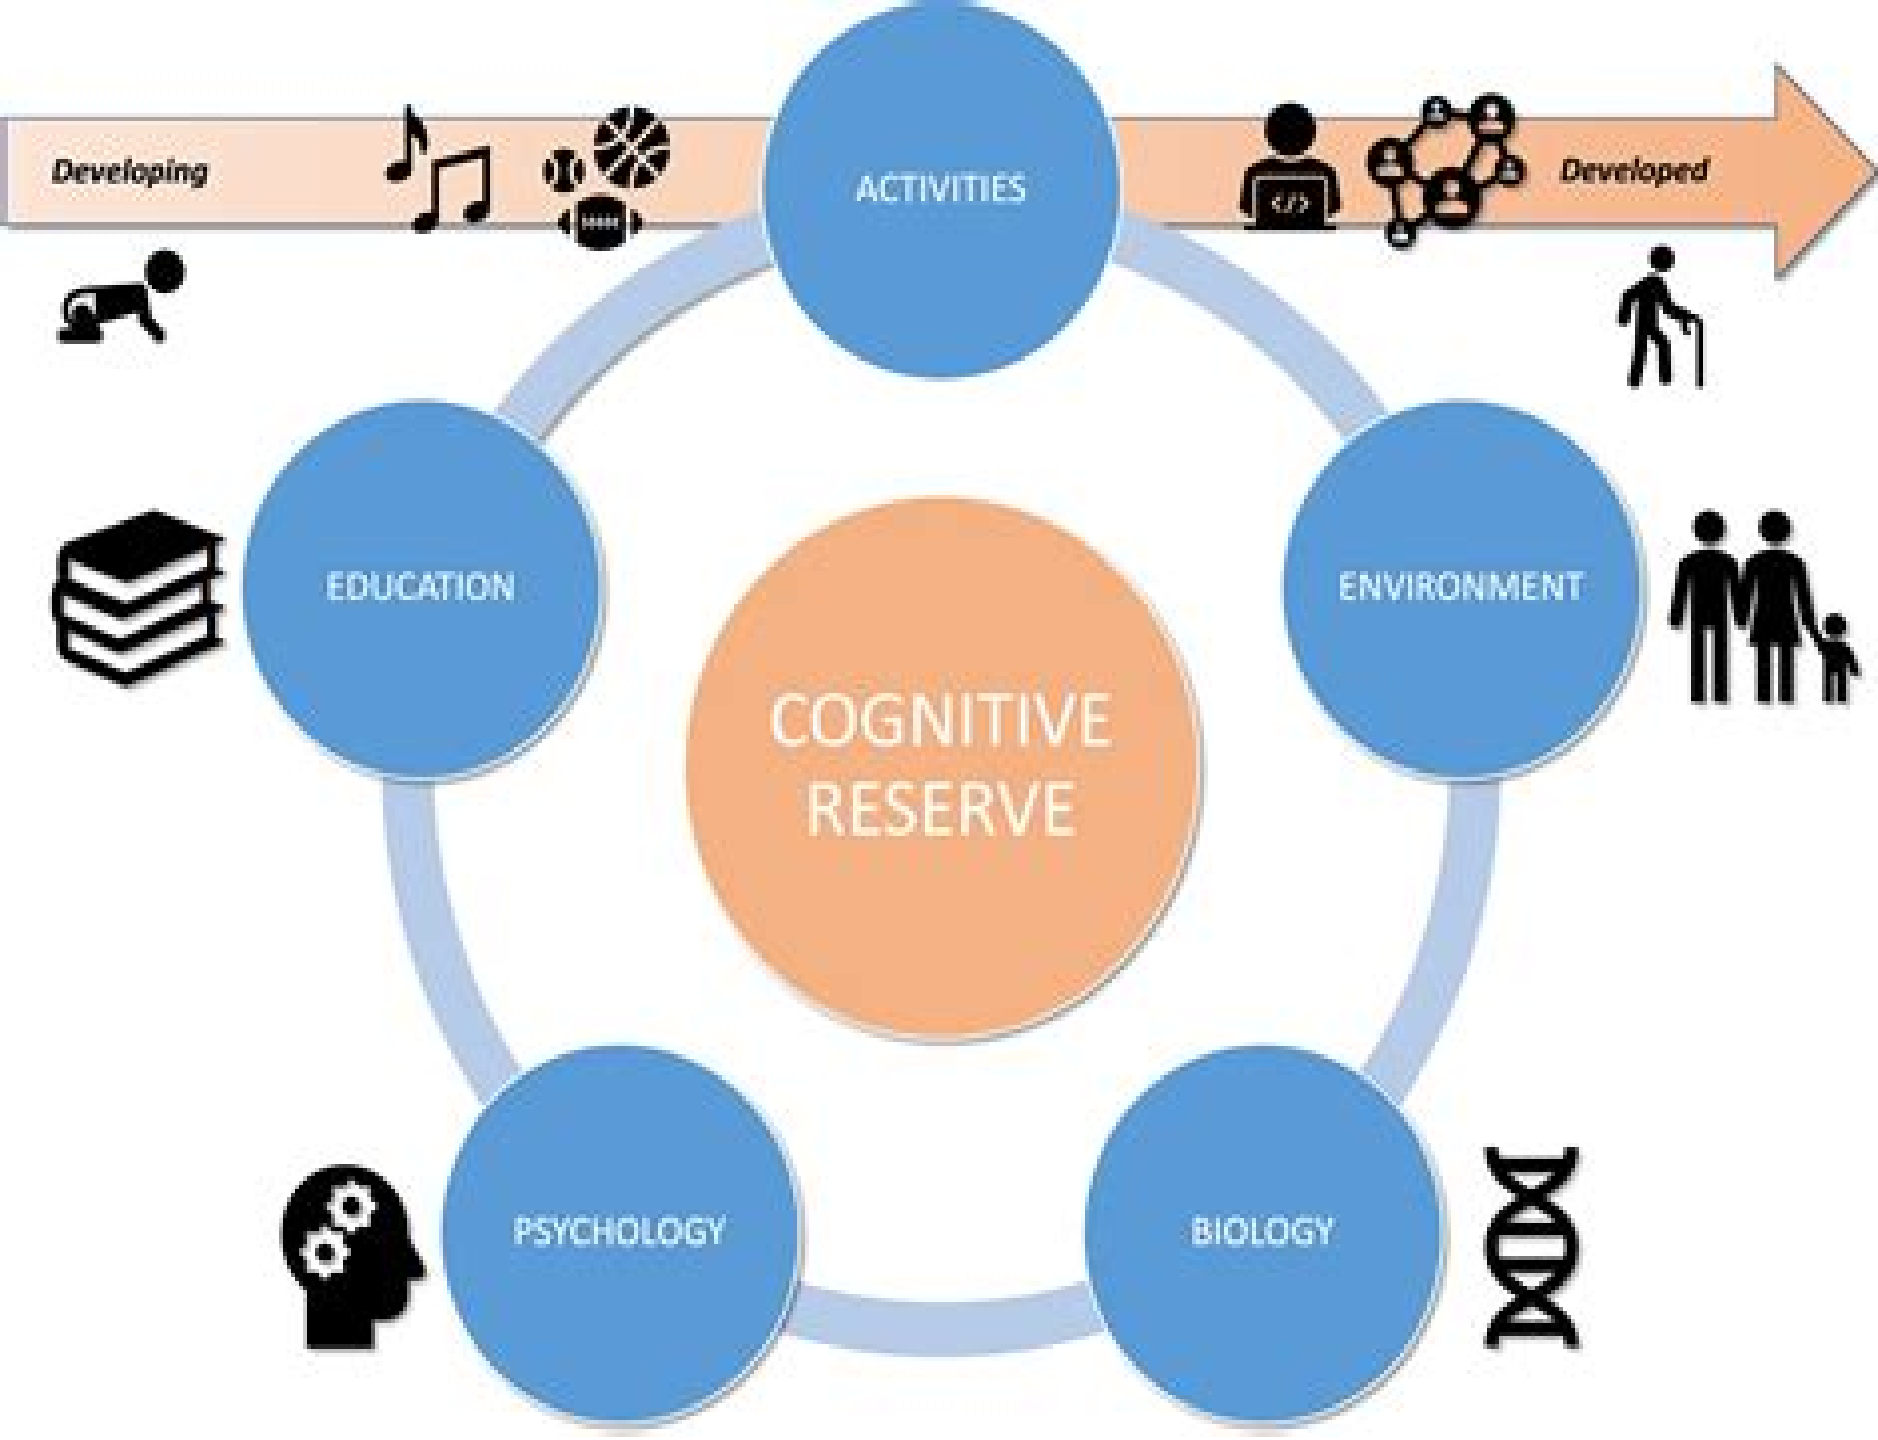 Developing
ACTIVITIES
</>
Developed
EDUCATION
ENVIRONMENT
COGNITIVE
RESERVE
PSYCHOLOGY
BIOLOGY